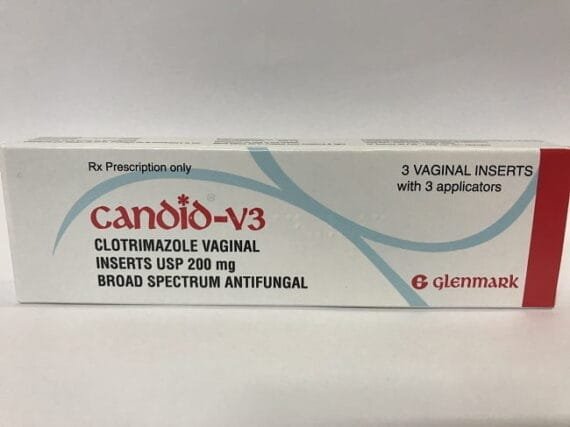 Rx Prescription only
3 VAGINAL INSERTS
with 3 applicators
candid-V3
CLOTRIMAZOLE VAGINAL
INSERTS USP 200 mg
BROAD SPECTRUM ANTIFUNGAL
glenmark